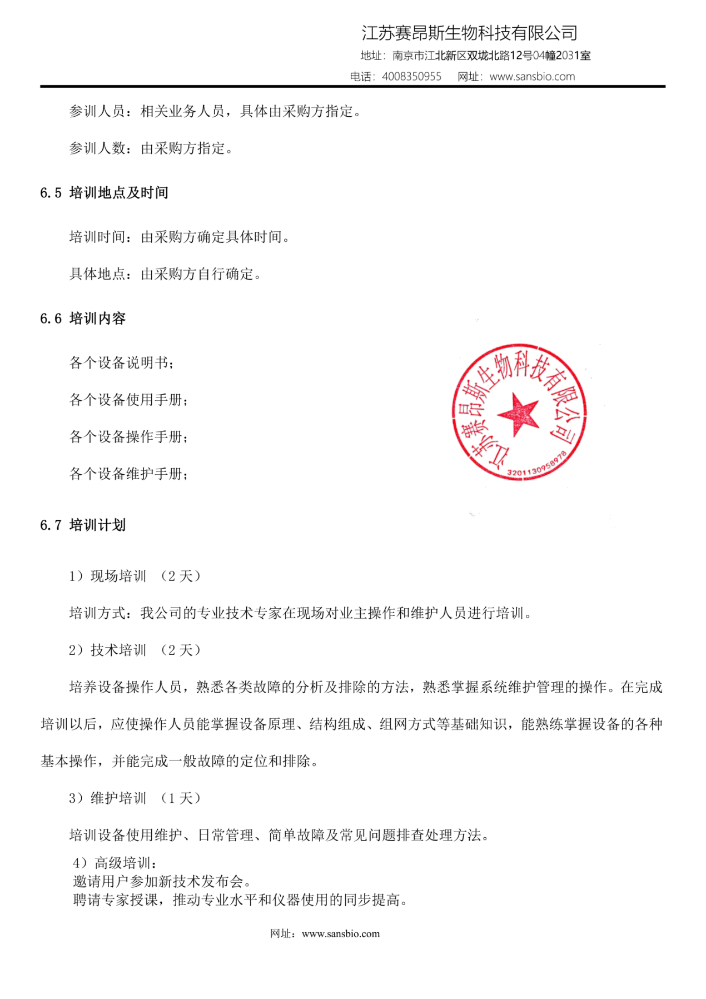 江苏赛昂斯生物科技有限公司
地址：南京市江北新区双垅北路12号04幢2031室
电话：4008350955 网址：www.sansbio.com
参训人员：相关业务人员，具体由采购方指定。
参训人数：由采购方指定。
6.5 培训地点及时间
培训时间：由采购方确定具体时间。
具体地点：由采购方自行确定。
6.6 培训内容
各个设备说明书；
各个设备使用手册；
各个设备操作手册；
各个设备维护手册；
江苏赛昂斯生物科技有限公司
3201130958978
6.7 培训计划
1）现场培训 （2 天）
培训方式：我公司的专业技术专家在现场对业主操作和维护人员进行培训。
2）技术培训 （2 天）
培养设备操作人员，熟悉各类故障的分析及排除的方法，熟悉掌握系统维护管理的操作。在完成
培训以后，应使操作人员能掌握设备原理、结构组成、组网方式等基础知识，能熟练掌握设备的各种
基本操作，并能完成一般故障的定位和排除。
3）维护培训 （1 天）
培训设备使用维护、日常管理、简单故障及常见问题排查处理方法。
4）高级培训：
邀请用户参加新技术发布会。
聘请专家授课，推动专业水平和仪器使用的同步提高。
网址：www.sansbio.com